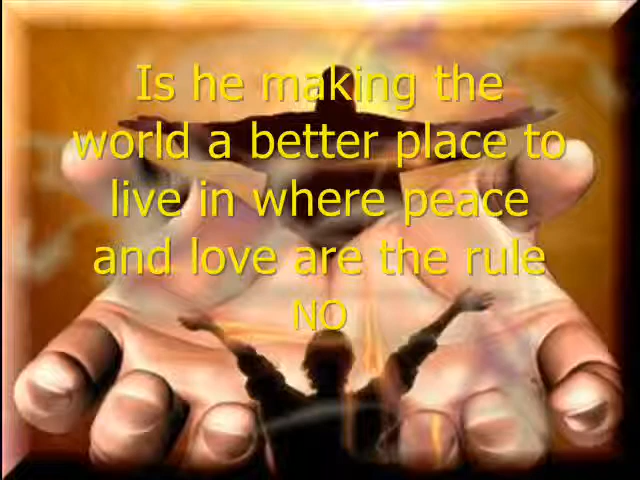 Is he making the
world a better place to
live in where peace
and love are the rule
NO